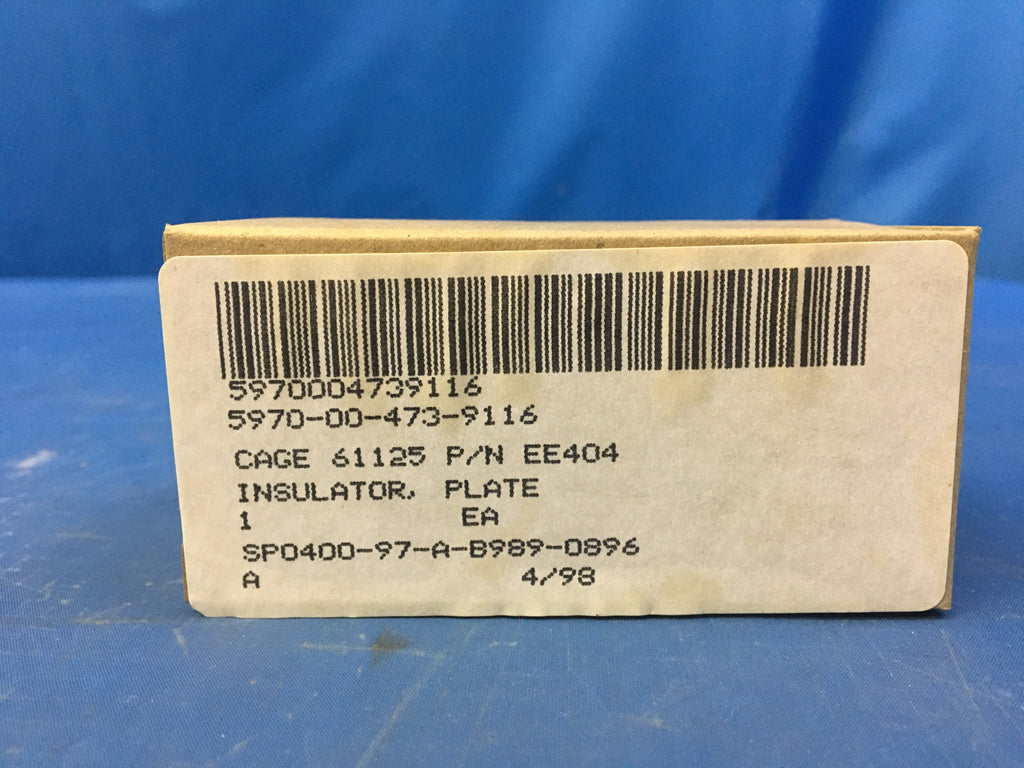 5970004739116
5970-00-473-9116
CAGE 61125 P/N EE404
INSULATOR, PLATE
1 EA
SP0400-97-A-B989-0896
A 4/98